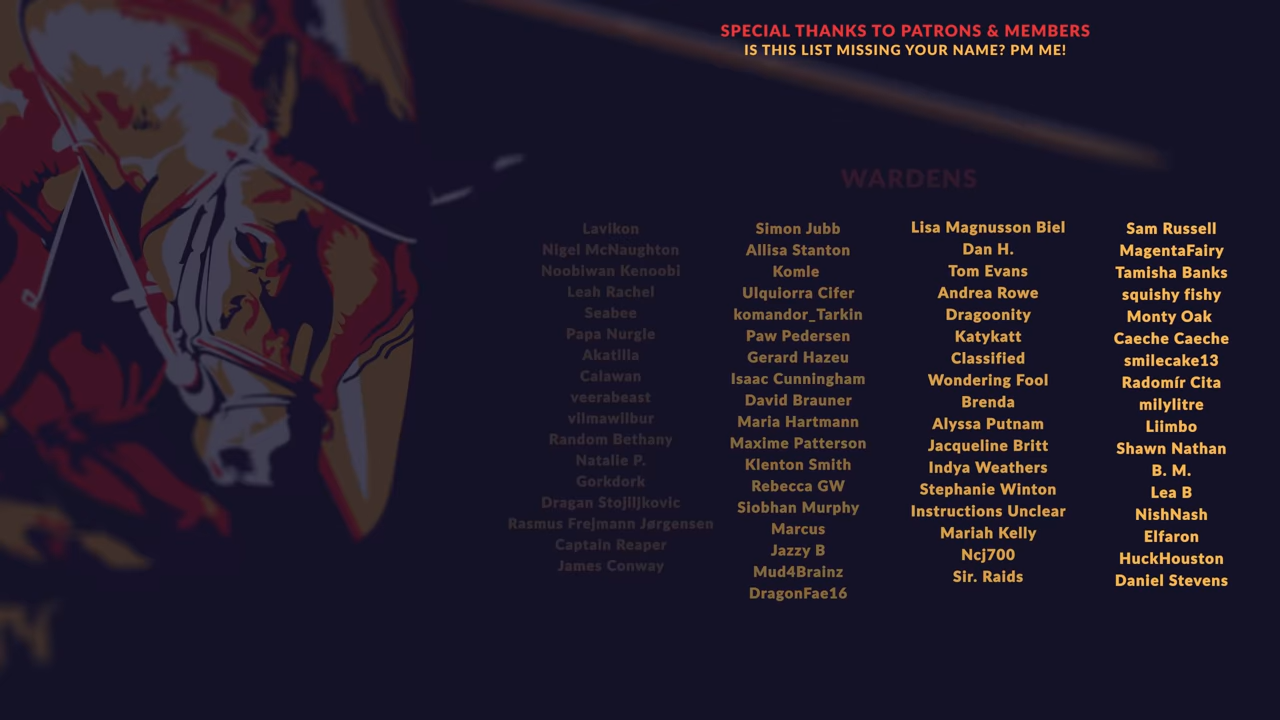 SPECIAL THANKS TO PATRONS & MEMBERS
IS THIS LIST MISSING YOUR NAME? PM ME!
WARDENS
Lavikon
Nigel McNaughton
Noobiwan Kenoobi
Leah Rachel
Seabee
Papa Nurgle
Akatilla
Calawan
veerabeast
vilmawilbur
Random Bethany
Natalie P.
Gorkdork
Dragan Stojiljkovic
Rasmus Frejmann Jørgensen
Captain Reaper
James Conway
Simon Jubb
Allisa Stanton
Komle
Ulquiorra Cifer
komandor_Tarkin
Paw Pedersen
Gerard Hazeu
Isaac Cunningham
David Brauner
Maria Hartmann
Maxime Patterson
Klenton Smith
Rebecca GW
Siobhan Murphy
Marcus
Jazzy B
Mud4Brainz
DragonFae16
Lisa Magnusson Biel
Dan H.
Tom Evans
Andrea Rowe
Dragoonity
Katykatt
Classified
Wondering Fool
Brenda
Alyssa Putnam
Jacqueline Britt
Indya Weathers
Stephanie Winton
Instructions Unclear
Mariah Kelly
Ncj700
Sir. Raids
Sam Russell
MagentaFairy
Tamisha Banks
squishy fishy
Monty Oak
Caeche Caeche
smilecake13
Radomír Cita
milylitre
Liimbo
Shawn Nathan
B. M.
Lea B
NishNash
Elfaron
HuckHouston
Daniel Stevens